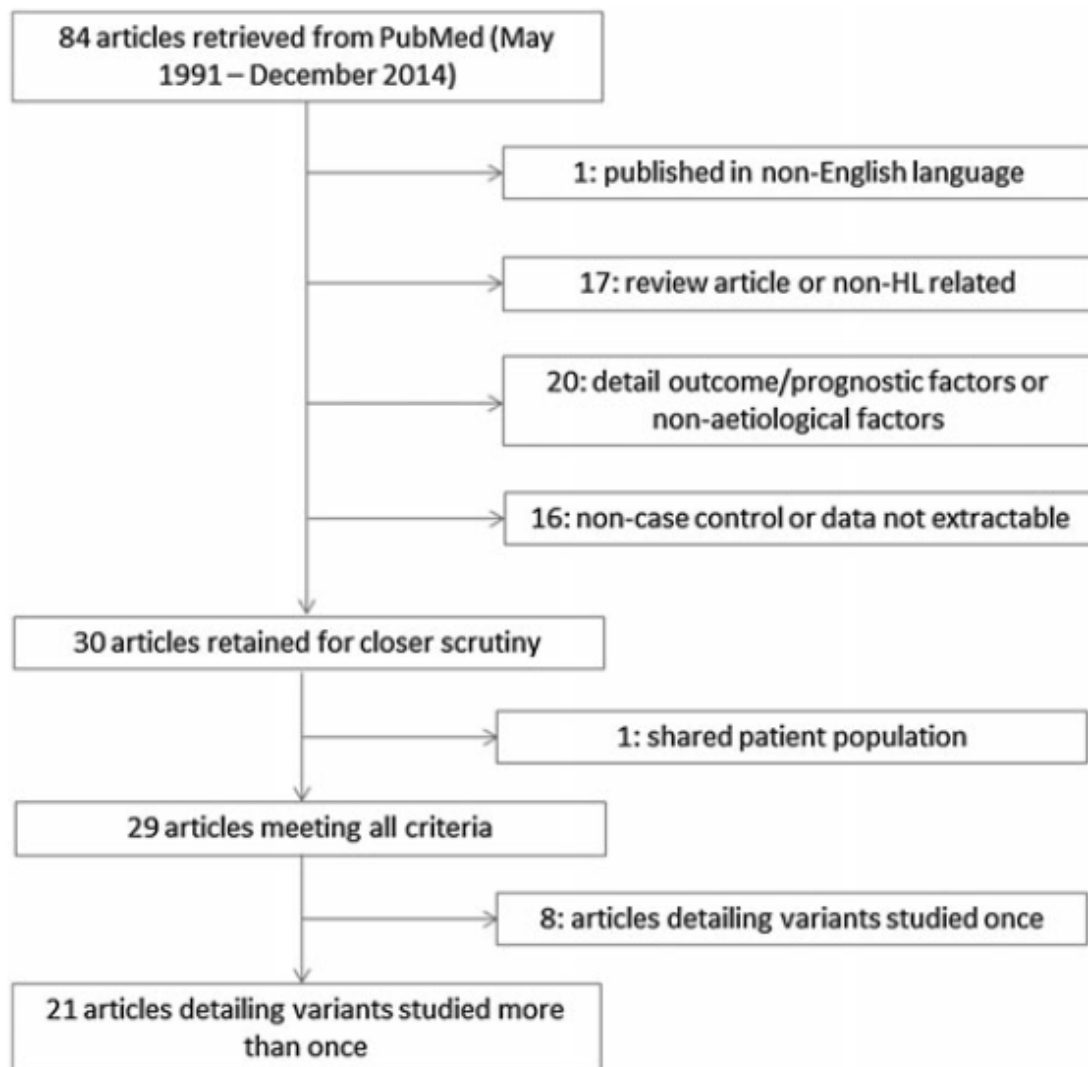 84 articles retrieved from PubMed (May
1991 – December 2014)
1: published in non-English language
17: review article or non-HL related
20: detail outcome/prognostic factors or
non-aetiological factors
16: non-case control or data not extractable
30 articles retained for closer scrutiny
1: shared patient population
29 articles meeting all criteria
8: articles detailing variants studied once
21 articles detailing variants studied more
than once